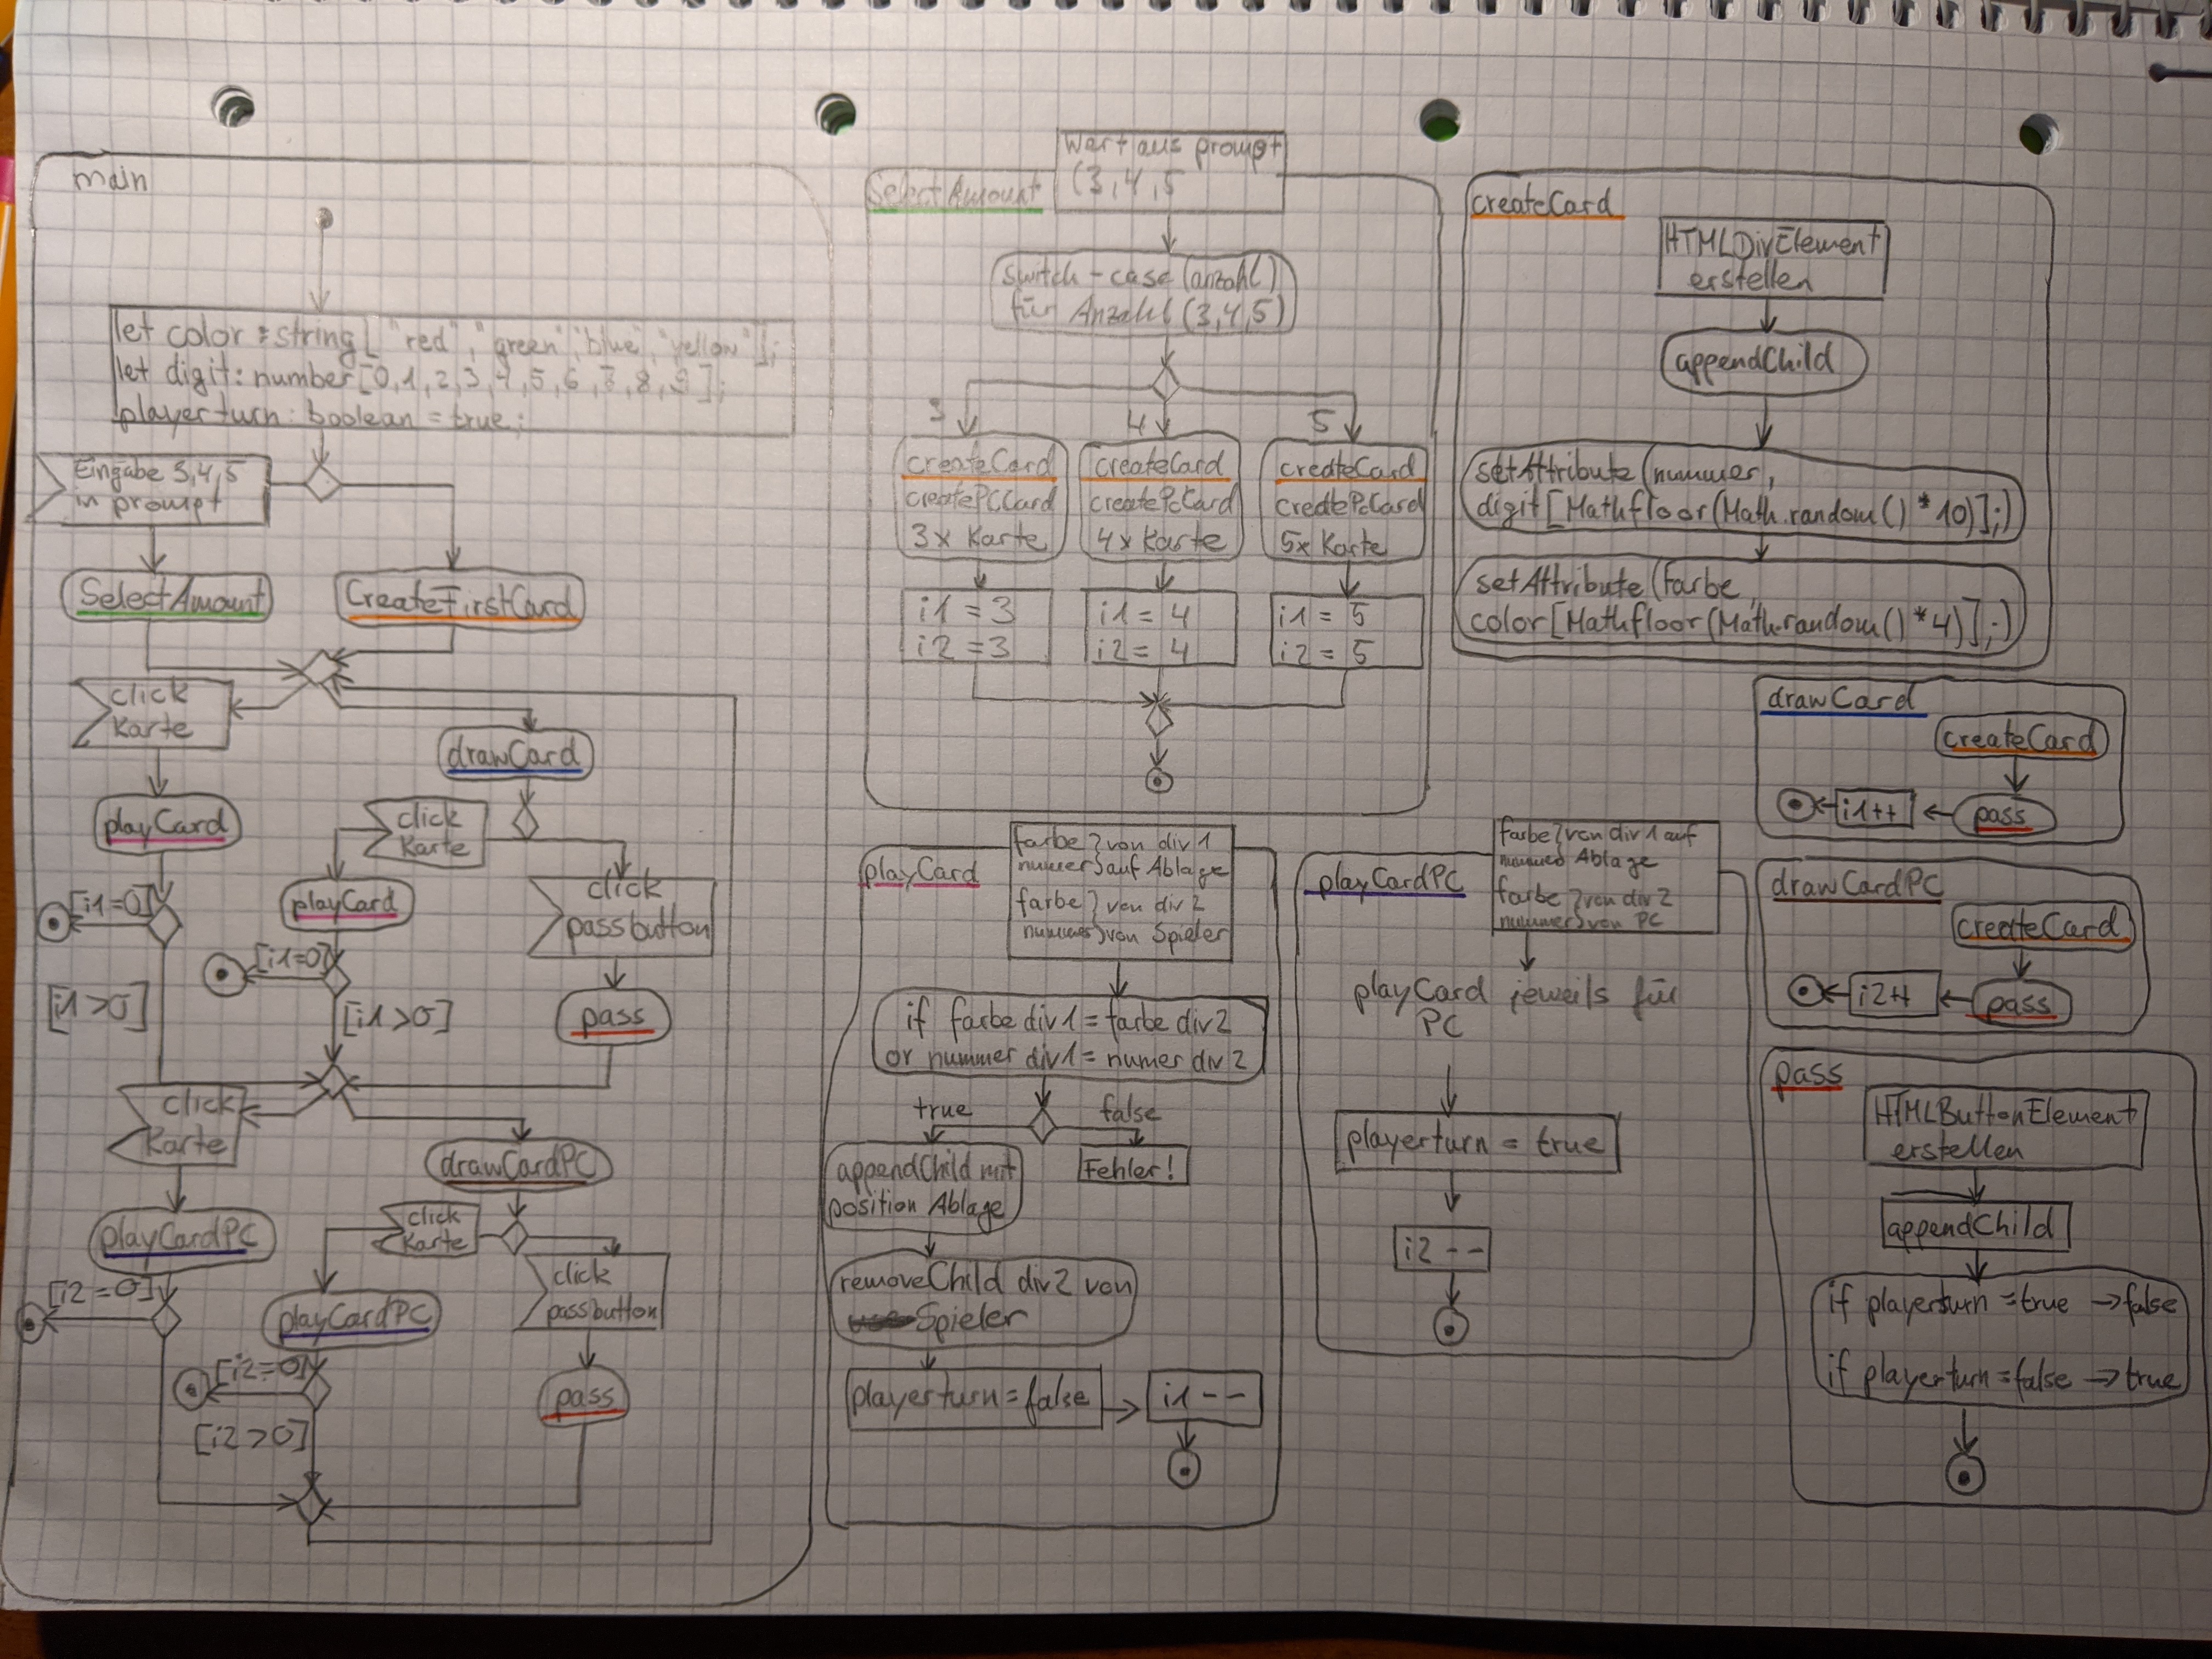 main
let color : string[ "red", "green", "blue", "yellow" ];
let digit: number[0,1,2,3,4,5,6,7,8,9];
playerturn: boolean = true;
Eingabe 3,4,5
in prompt
SelectAmount
CreateFirstCard
click
Karte
drawCard
playCard
click
Karte
click
passbutton
[i1=0]
playCard
[i1=0]
[i1>0]
[i1>0]
pass
click
Karte
drawCardPC
playCardPC
click
Karte
click
passbutton
[i2=0]
playCardPC
[i2=0]
pass
[i2>0]
SelectAmount
Wert aus prompt
(3,4,5
switch-case (anzahl)
für Anzahl (3,4,5)
3
4
5
createCard
createPCCard
3x Karte
createCard
createPcCard
4x Karte
createCard
createPcCard
5x Karte
i1 = 3
i2 = 3
i1 = 4
i2 = 4
i1 = 5
i2 = 5
createCard
HTMLDivElement
erstellen
appendChild
setAttribute(nummer,
digit[Mathfloor(Math.random()*10)];)
setAttribute(farbe,
color[Mathfloor(Math.random()*4)];)
drawCard
createCard
pass
i1++
drawCardPC
createCard
pass
i2++
playCard
farbe } von div1
nummer } auf Ablage
farbe } von div 2
nummer } von Spieler
if farbe div1 = farbe div2
or nummer div1 = numer div2
true
false
appendChild mit
position Ablage
Fehler!
removeChild div2 von
Spieler
playerturn=false
i1 --
playCardPC
farbe } von div1 auf
nummer Ablage
farbe } von div 2
nummer } von PC
playCard jeweils für
PC
playerturn = true
i2 --
pass
HTMLButtonElement
erstellen
appendChild
if playerturn =true -> false
if playerturn =false -> true